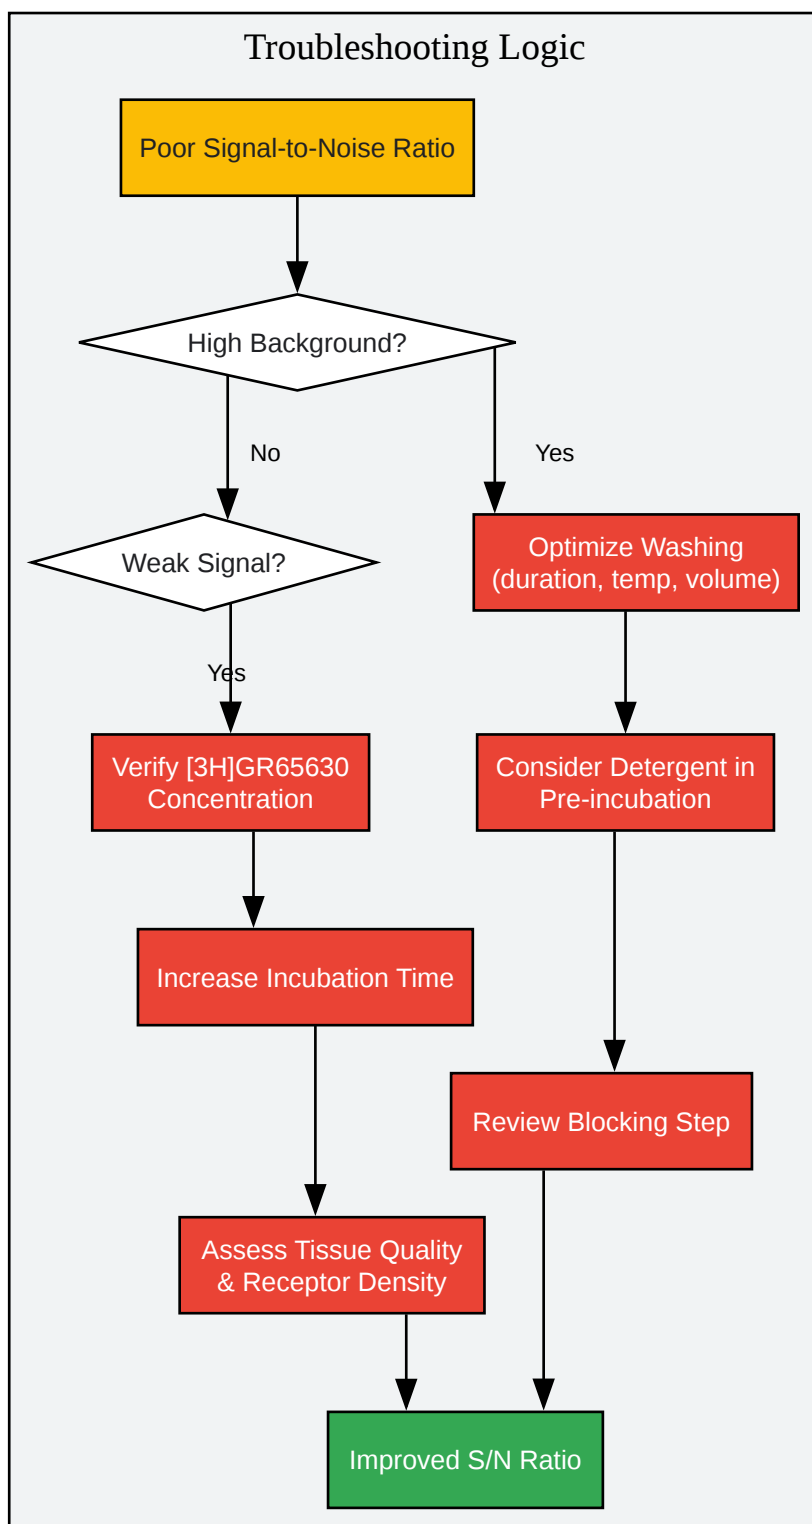 Troubleshooting Logic
Poor Signal-to-Noise Ratio
High Background?
No
Yes
Weak Signal?
Optimize Washing
(duration, temp, volume)
Yes
Verify [3H]GR65630
Concentration
Consider Detergent in
Pre-incubation
Increase Incubation Time
Review Blocking Step
Assess Tissue Quality
& Receptor Density
Improved S/N Ratio